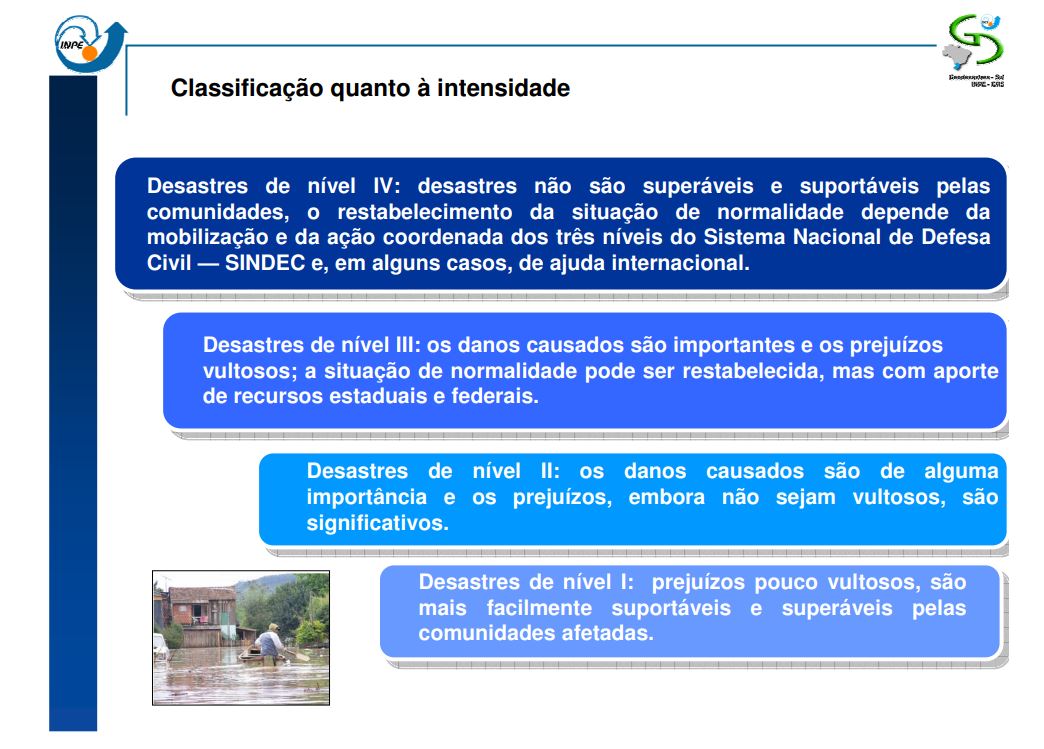 INPE
Geodesastres - Sul
INPE - CRS
Classificação quanto à intensidade
Desastres de nível IV: desastres não são superáveis e suportáveis pelas
comunidades, o restabelecimento da situação de normalidade depende da
mobilização e da ação coordenada dos três níveis do Sistema Nacional de Defesa
Civil — SINDEC e, em alguns casos, de ajuda internacional.
Desastres de nível III: os danos causados são importantes e os prejuízos
vultosos; a situação de normalidade pode ser restabelecida, mas com aporte
de recursos estaduais e federais.
Desastres de nível II: os danos causados são de alguma
importância e os prejuízos, embora não sejam vultosos, são
significativos.
Desastres de nível I: prejuízos pouco vultosos, são
mais facilmente suportáveis e superáveis pelas
comunidades afetadas.